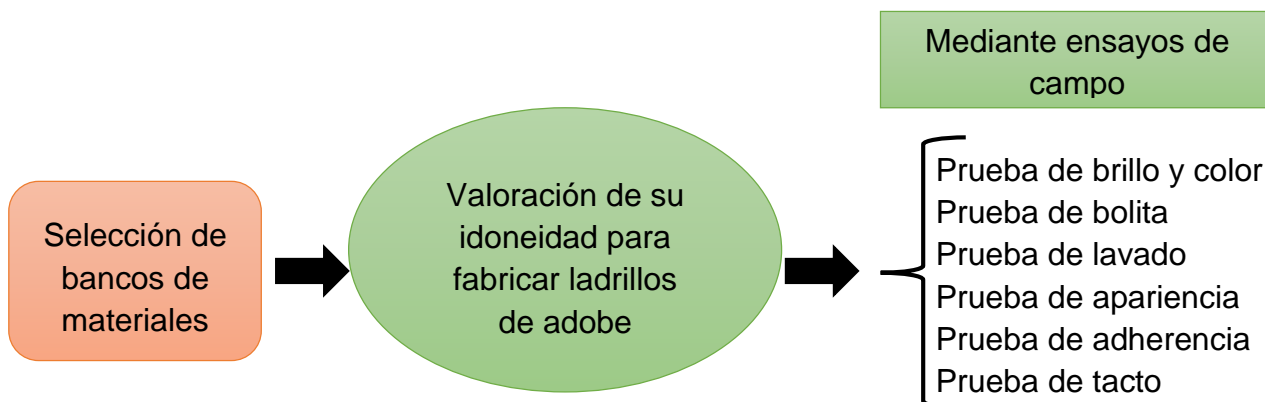 Selección de
bancos de
materiales
Valoración de su
idoneidad para
fabricar ladrillos
de adobe
Mediante ensayos de
campo
Prueba de brillo y color
Prueba de bolita
Prueba de lavado
Prueba de apariencia
Prueba de adherencia
Prueba de tacto